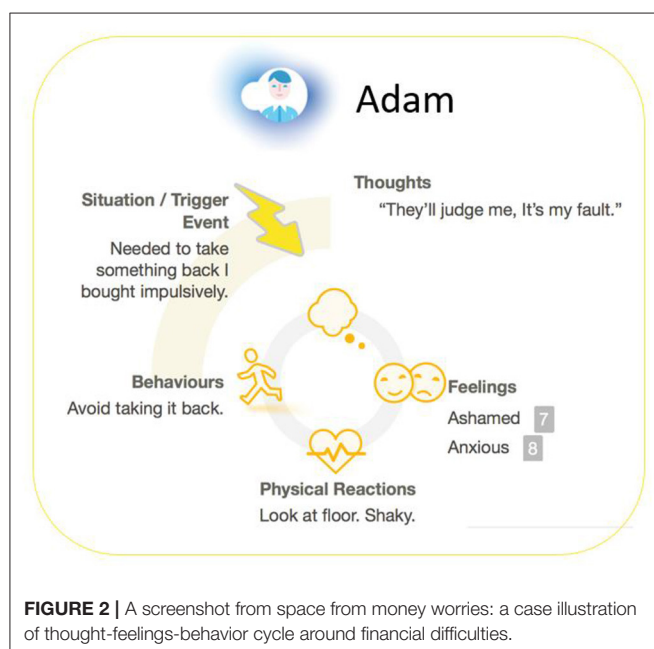 Adam
Situation / Trigger
Event
Needed to take
something back I
bought impulsively.
Thoughts
“They’ll judge me, It’s my fault.”
Feelings
Ashamed 7
Anxious 8
Physical Reactions
Look at floor. Shaky.
Behaviours
Avoid taking it back.
FIGURE 2 | A screenshot from space from money worries: a case illustration
of thought-feelings-behavior cycle around financial difficulties.